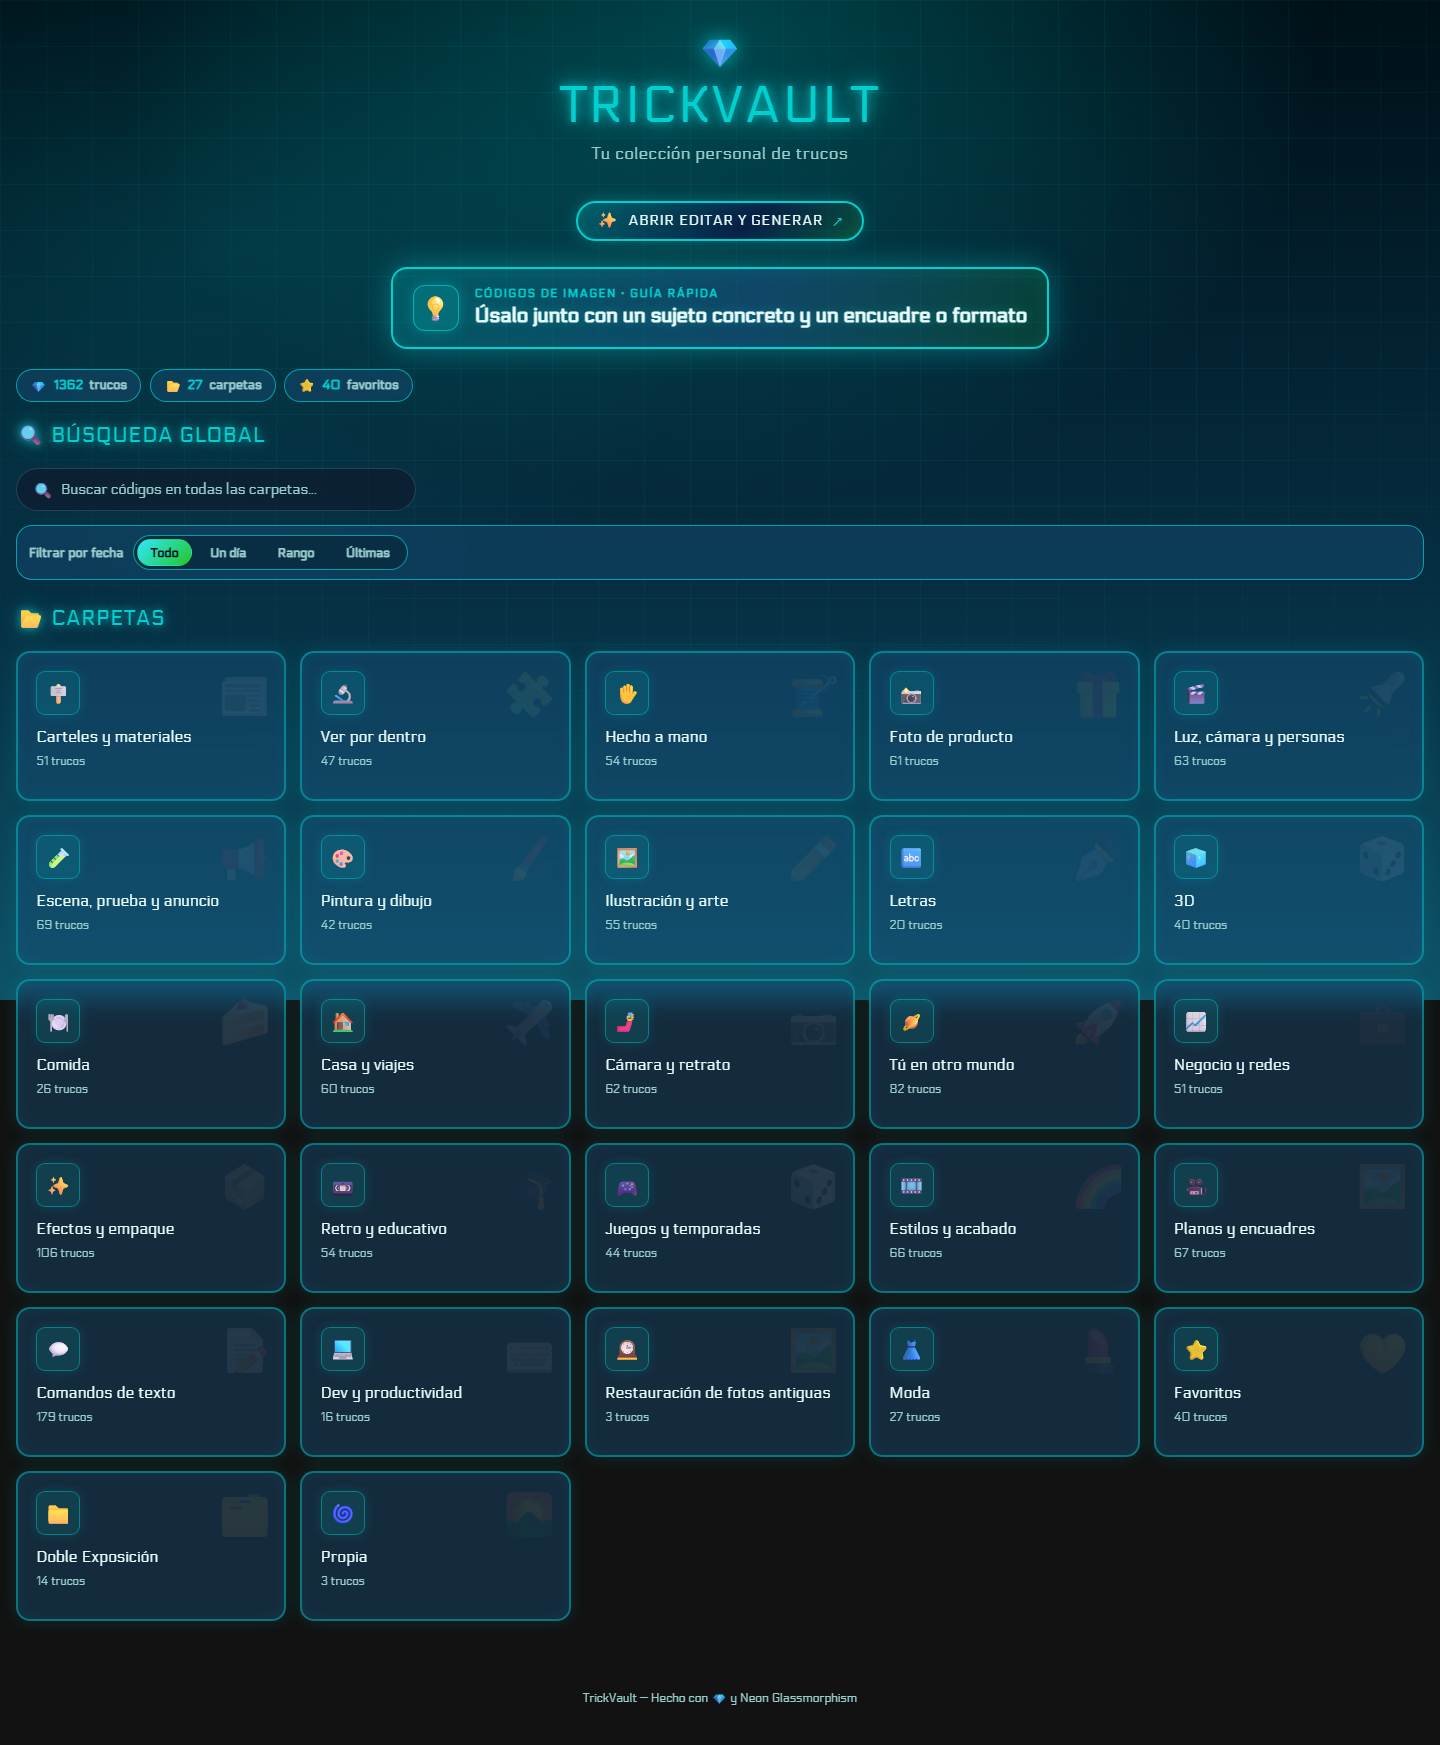 TRICKVAULT
Tu colección personal de trucos
ABRIR EDITAR Y GENERAR ↗
CÓDIGOS DE IMAGEN • GUÍA RÁPIDA
Úsalo junto con un sujeto concreto y un encuadre o formato
1362 trucos 27 carpetas 40 favoritos
BÚSQUEDA GLOBAL
Buscar códigos en todas las carpetas...
Filtrar por fecha Todo Un día Rango Últimas
CARPETAS
Carteles y materiales
51 trucos
Ver por dentro
47 trucos
Hecho a mano
54 trucos
Foto de producto
61 trucos
Luz, cámara y personas
63 trucos
Escena, prueba y anuncio
69 trucos
Pintura y dibujo
42 trucos
Ilustración y arte
55 trucos
abc
Letras
20 trucos
3D
40 trucos
Comida
26 trucos
Casa y viajes
60 trucos
Cámara y retrato
62 trucos
Tú en otro mundo
82 trucos
Negocio y redes
51 trucos
Efectos y empaque
106 trucos
Retro y educativo
54 trucos
Juegos y temporadas
44 trucos
Estilos y acabado
66 trucos
Planos y encuadres
67 trucos
Comandos de texto
179 trucos
Dev y productividad
16 trucos
Restauración de fotos antiguas
3 trucos
Moda
27 trucos
Favoritos
40 trucos
Doble Exposición
14 trucos
Propia
3 trucos
TrickVault — Hecho con 💎 y Neon Glassmorphism